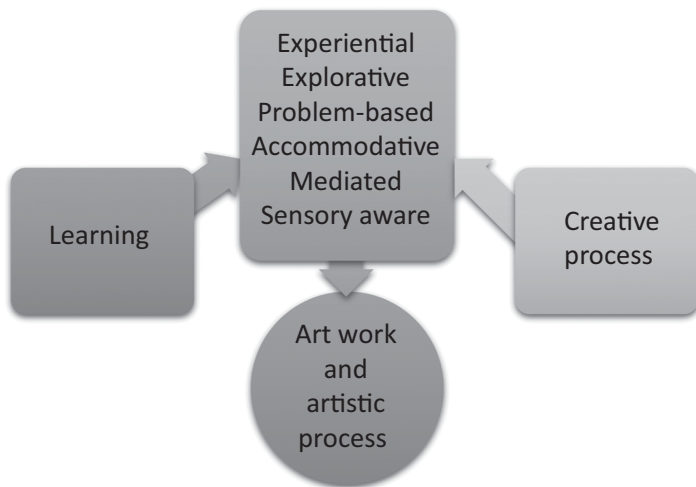 Experiential
Explorative
Problem-based
Accommodative
Mediated
Sensory aware
Learning
Creative
process
Art work
and
artistic
process